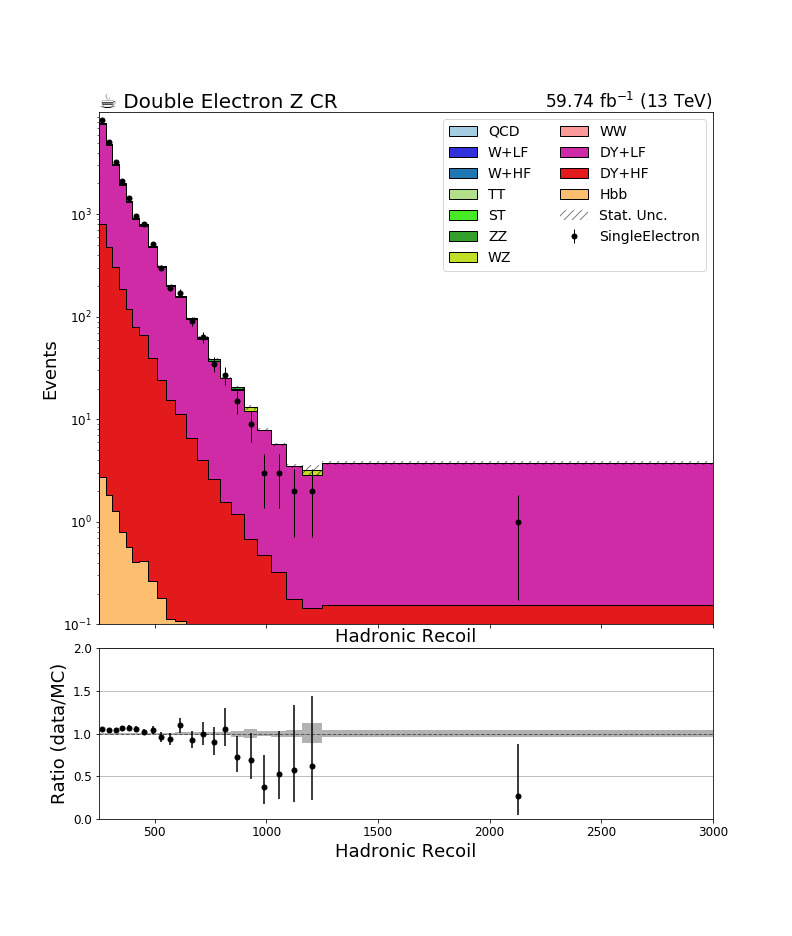 ☕ Double Electron Z CR
59.74 fb⁻¹ (13 TeV)
QCD
W+LF
W+HF
TT
ST
ZZ
WZ
WW
DY+LF
DY+HF
Hbb
Stat. Unc.
SingleElectron
Events
10³
10²
10¹
10⁰
10⁻¹
Hadronic Recoil
Ratio (data/MC)
2.0
1.5
1.0
0.5
0.0
500
1000
1500
2000
2500
3000
Hadronic Recoil